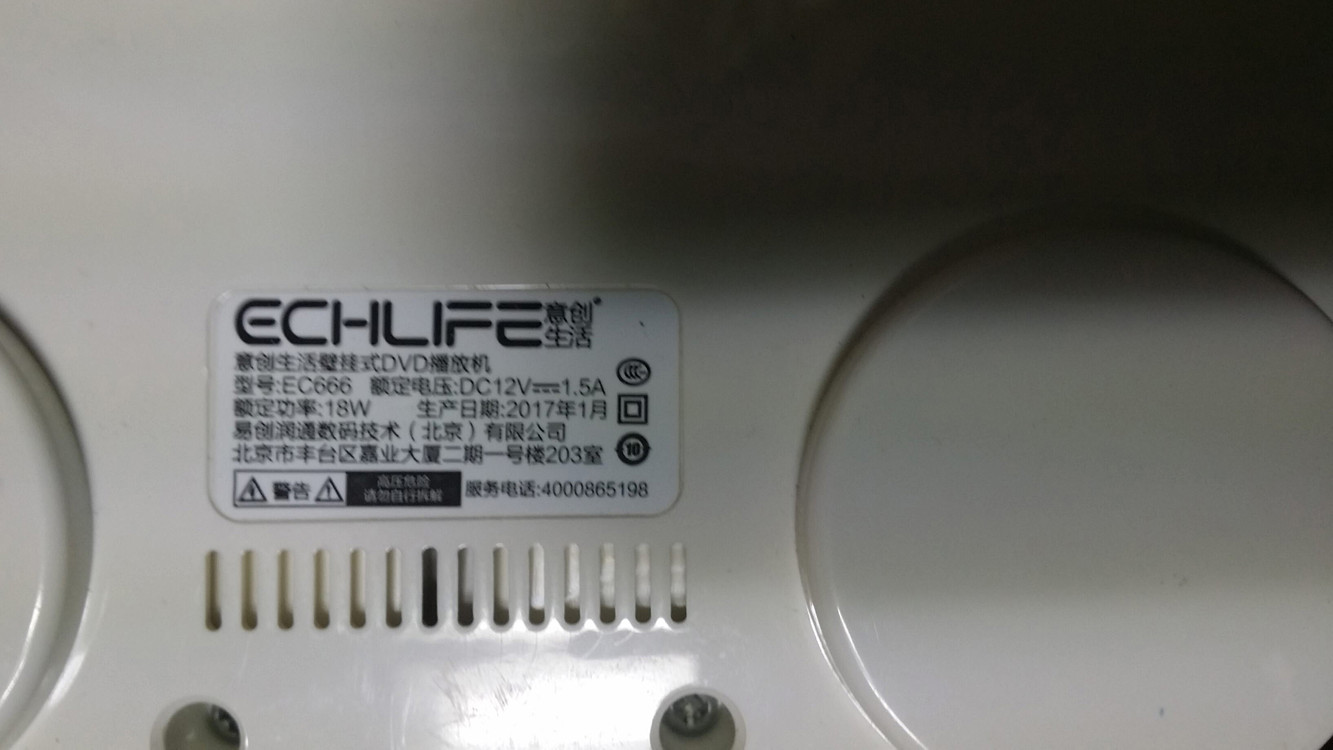 ECHLIFE 意创生活
意创生活壁挂式DVD播放机
型号:EC666 额定电压:DC12V⎓1.5A
额定功率:18W 生产日期:2017年1月
易创润通数码技术（北京）有限公司
北京市丰台区嘉业大厦二期一号楼203室
10
警告 高压危险 请勿自行拆解 服务电话:4000865198